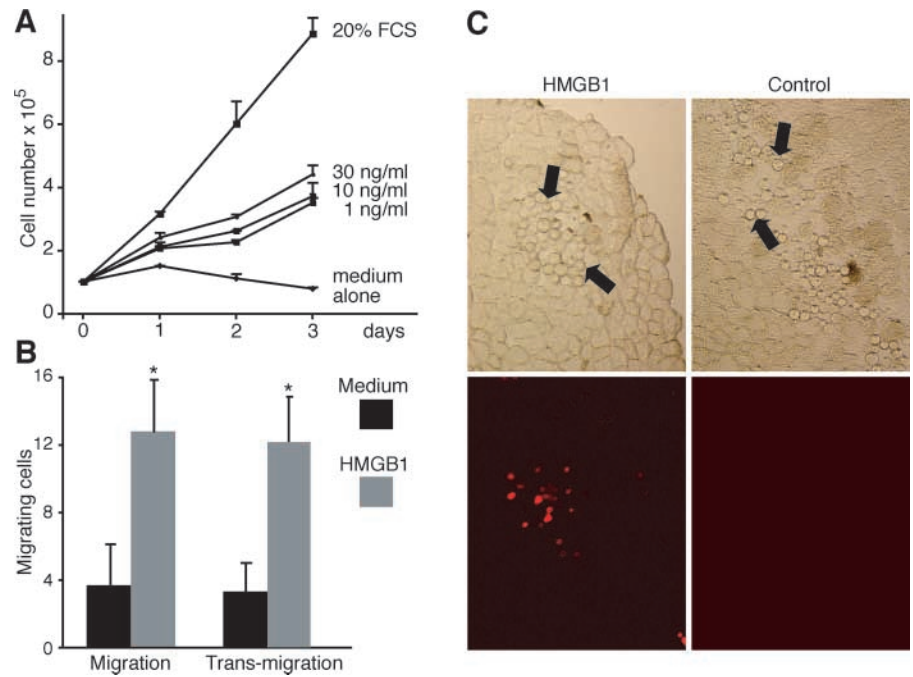 A
Cell number x 10⁵
8
6
4
2
0
20% FCS
30 ng/ml
10 ng/ml
1 ng/ml
medium
alone
0 1 2 3 days
B
Migrating cells
16
12
8
4
0
* *
Medium
HMGB1
Migration Trans-migration
C
HMGB1 Control